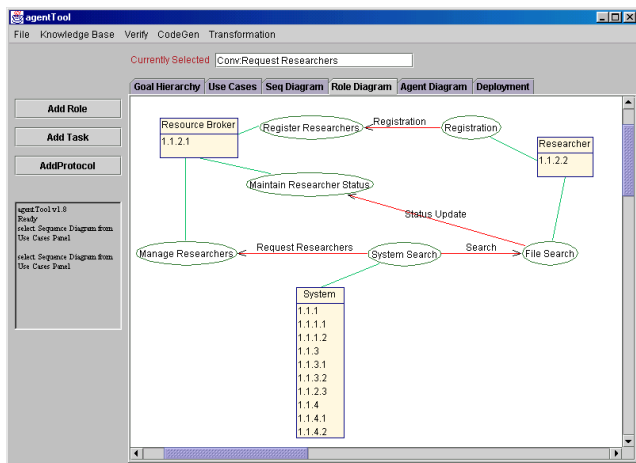 agentTool
File Knowledge Base Verify CodeGen Transformation
Currently Selected Conv:Request Researchers
Goal Hierarchy Use Cases Seq Diagram Role Diagram Agent Diagram Deployment
Add Role
Add Task
AddProtocol
agentTool v1.8
Ready
select Sequence Diagram from
Use Cases Panel
select Sequence Diagram from
Use Cases Panel
Resource Broker
1.1.2.1
Register Researchers
Registration
Registration
Researcher
1.1.2.2
Maintain Researcher Status
Status Update
Manage Researchers
Request Researchers
System Search
Search
File Search
System
1.1.1
1.1.1.1
1.1.1.2
1.1.3
1.1.3.1
1.1.3.2
1.1.2.3
1.1.4
1.1.4.1
1.1.4.2